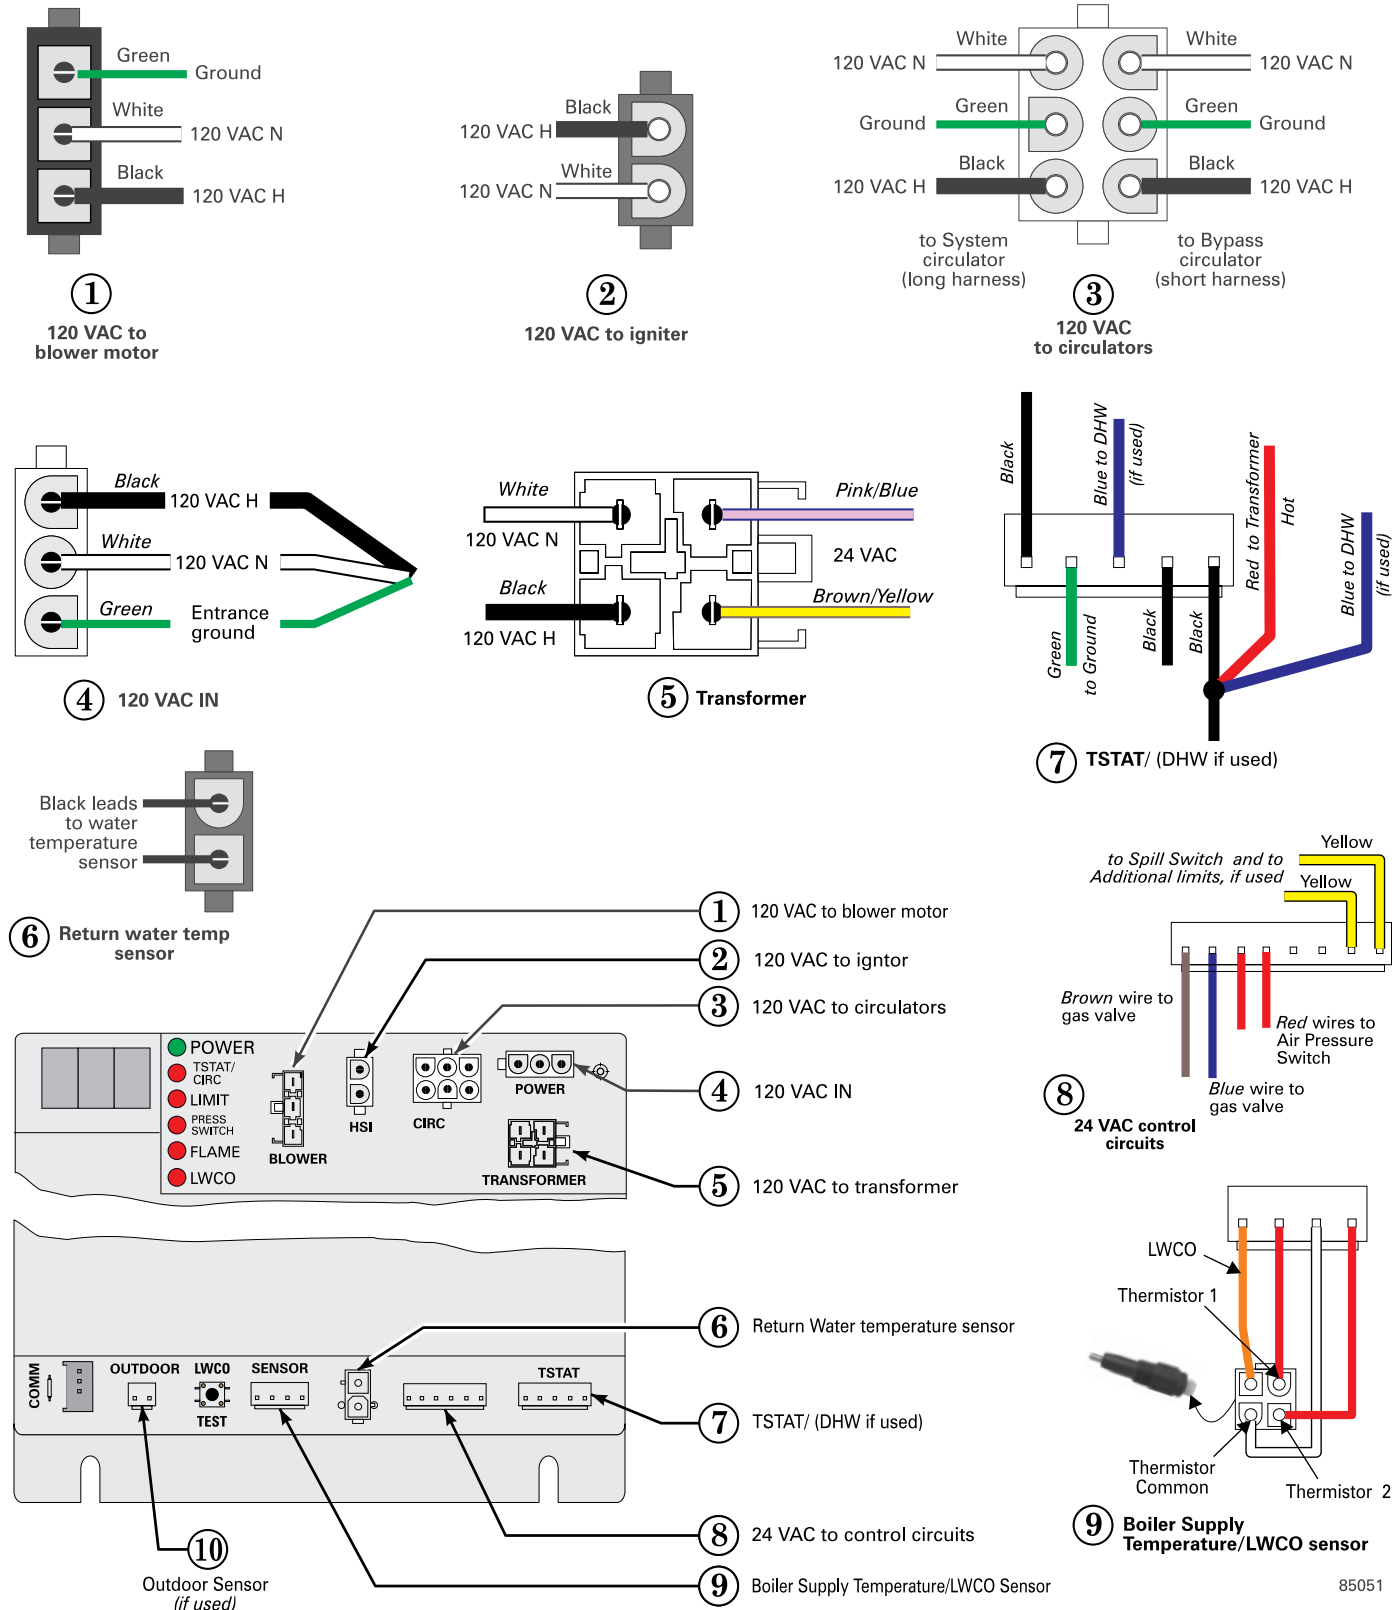 Green
Ground
White
120 VAC N
Black
120 VAC H
1
120 VAC to
blower motor
Black
120 VAC H
White
120 VAC N
2
120 VAC to igniter
White
120 VAC N
White
120 VAC N
Green
Ground
Green
Ground
Black
120 VAC H
Black
120 VAC H
to System
circulator
(long harness)
to Bypass
circulator
(short harness)
3
120 VAC
to circulators
Black
120 VAC H
White
120 VAC N
Green
Entrance
ground
4
120 VAC IN
White
120 VAC N
Black
120 VAC H
Pink/Blue
24 VAC
Brown/Yellow
5
Transformer
Black
Blue to DHW
(if used)
Red to Transformer
Hot
Blue to DHW
(if used)
Green
to Ground
Black
Black
7
TSTAT/ (DHW if used)
Black leads
to water
temperature
sensor
6
Return water temp
sensor
to Spill Switch and to
Additional limits, if used
Yellow
Yellow
Brown wire to
gas valve
Red wires to
Air Pressure
Switch
Blue wire to
gas valve
8
24 VAC control
circuits
1
120 VAC to blower motor
2
120 VAC to igntor
3
120 VAC to circulators
4
120 VAC IN
5
120 VAC to transformer
POWER
TSTAT/
CIRC
LIMIT
PRESS
SWITCH
FLAME
LWCO
BLOWER
HSI
CIRC
POWER
TRANSFORMER
COMM
OUTDOOR
LWCO
TEST
SENSOR
TSTAT
6
Return Water temperature sensor
7
TSTAT/ (DHW if used)
8
24 VAC to control circuits
9
Boiler Supply Temperature/LWCO Sensor
10
Outdoor Sensor
(if used)
LWCO
Thermistor 1
Thermistor
Common
Thermistor 2
9
Boiler Supply
Temperature/LWCO sensor
85051